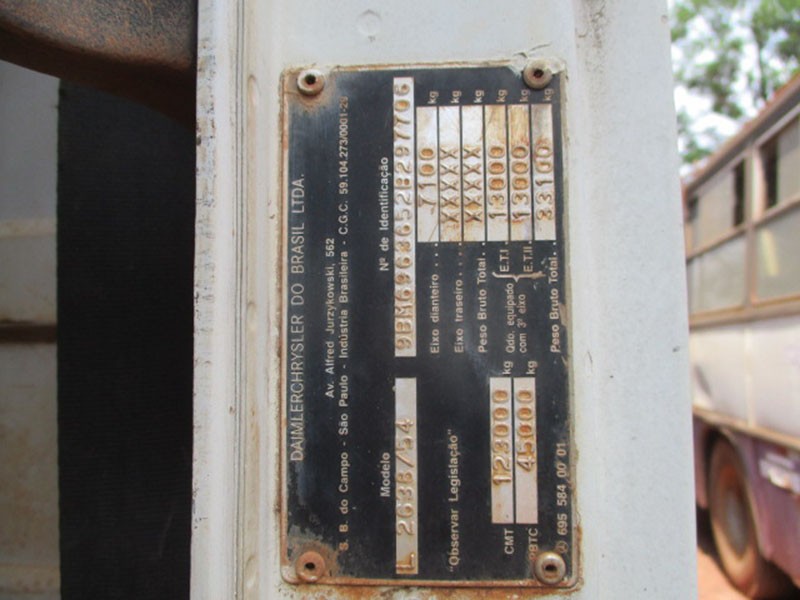 DAIMLERCHRYSLER DO BRASIL LTDA.
Av. Alfred Jurzykowski, 562
S. B. do Campo - São Paulo - Indústria Brasileira - C.G.C. 59.104.273/0001-29
Modelo Nº de Identificação
L 2638/54 9BM6963652B297706
"Observar Legislação"
Eixo dianteiro... 7100 kg
Eixo traseiro.... XXXXX kg
Peso Bruto Total.. XXXXX kg
Qdo. equipado com 3º eixo
E.T.I. 13000 kg
E.T.II. 13000 kg
Peso Bruto Total... 33100 kg
CMT 123000 kg
PBTC 45000 kg
695 584 00 01